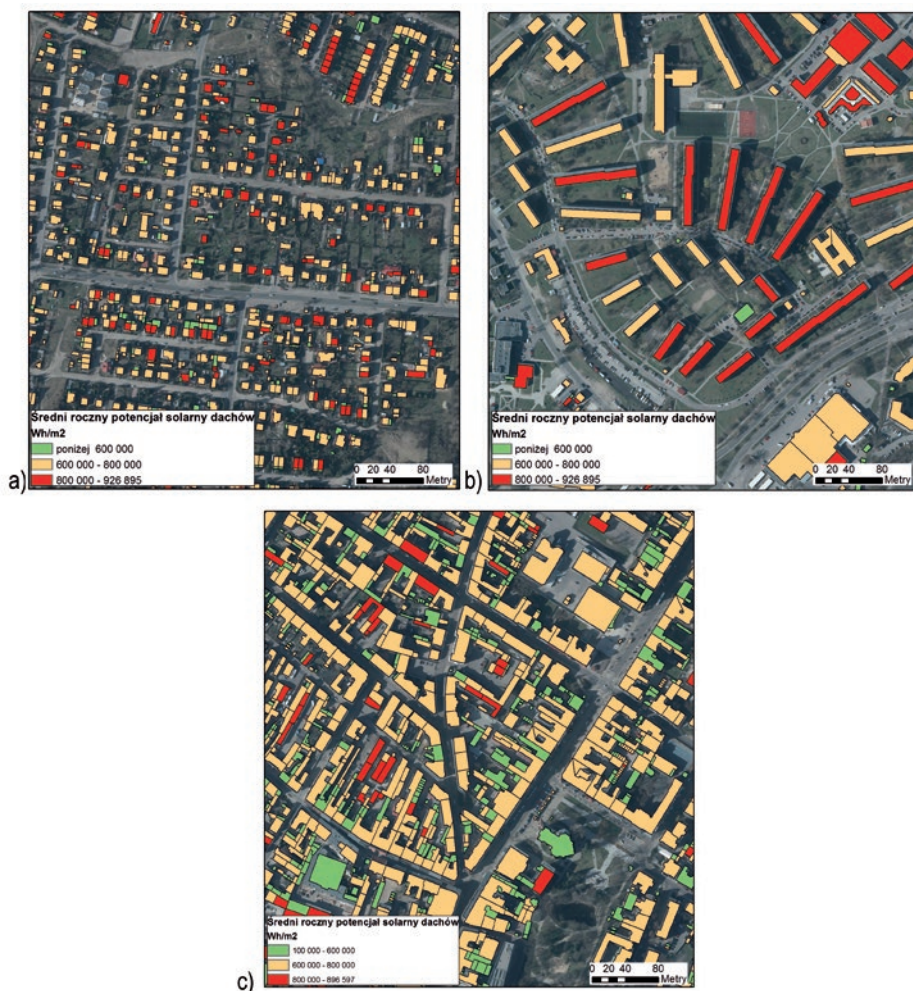 Średni roczny potencjał solarny dachów
Wh/m2
poniżej 600 000
600 000 - 800 000
800 000 - 926 895
0 20 40 80
Metry
a)
Średni roczny potencjał solarny dachów
Wh/m2
poniżej 600 000
600 000 - 800 000
800 000 - 926 895
0 20 40 80
Metry
b)
Średni roczny potencjał solarny dachów
Wh/m2
100 000 - 600 000
600 000 - 800 000
800 000 - 896 597
0 20 40 80
Metry
c)